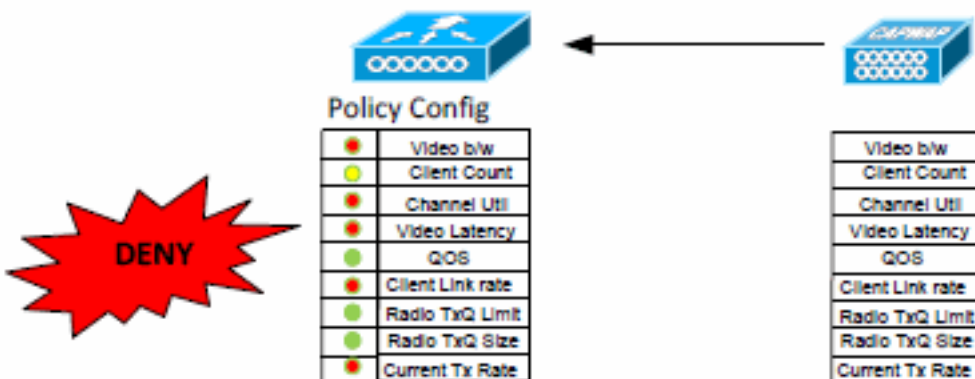 CAPWAP
Policy Config
Video b/w
Client Count
Channel Util
Video Latency
QOS
Client Link rate
Radio TxQ Limit
Radio TxQ Size
Current Tx Rate
DENY
Video b/w
Client Count
Channel Util
Video Latency
QOS
Client Link rate
Radio TxQ Limit
Radio TxQ Size
Current Tx Rate